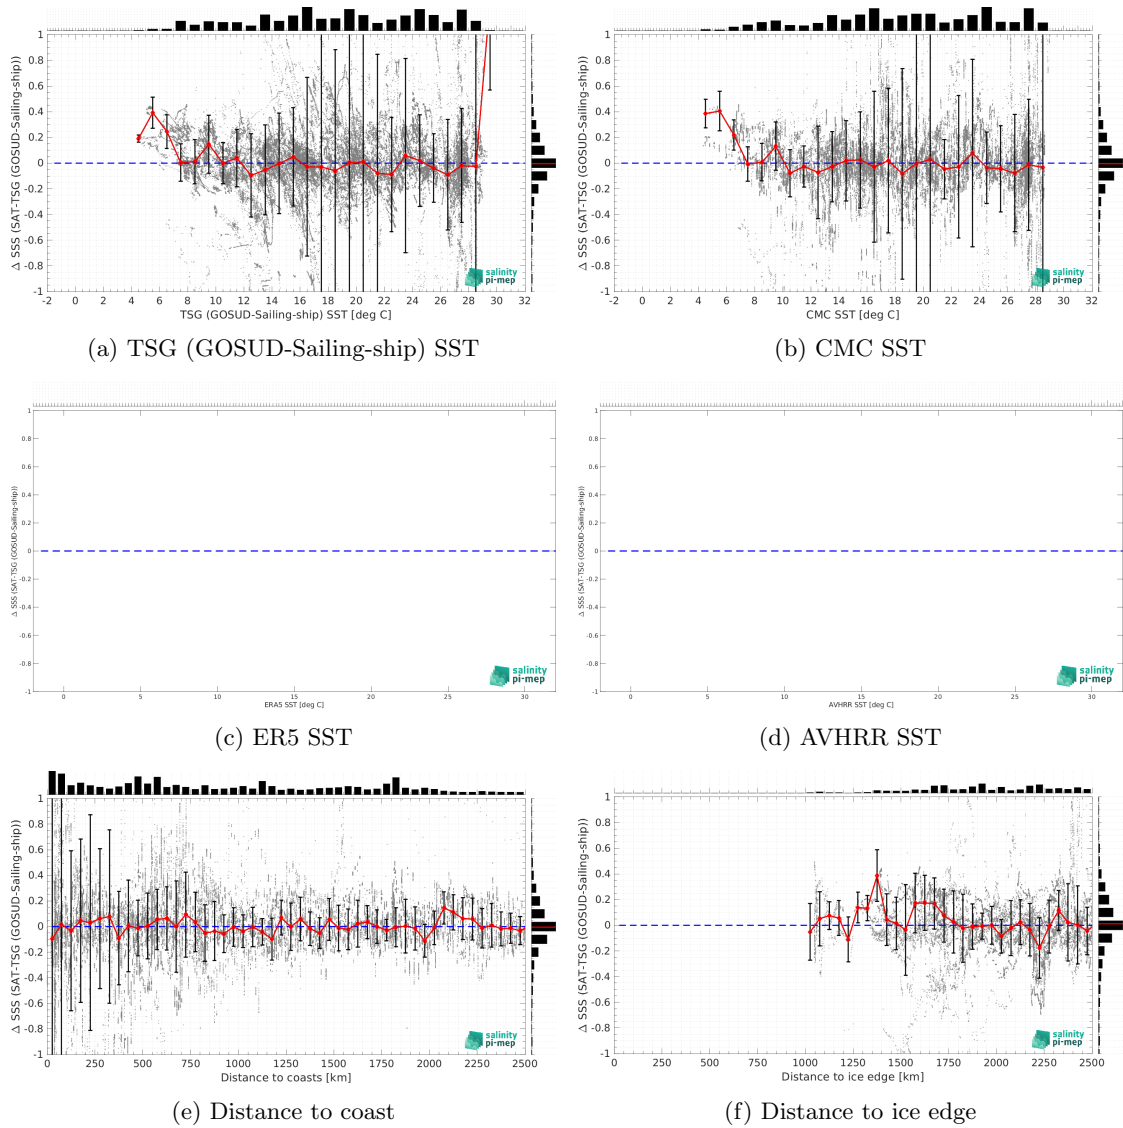 1
0.8
0.6
0.4
0.2
0
-0.2
-0.4
-0.6
-0.8
-1
Δ SSS (SAT-TSG (GOSUD-Sailing-ship))
-2 0 2 4 6 8 10 12 14 16 18 20 22 24 26 28 30 32
TSG (GOSUD-Sailing-ship) SST [deg C]
salinity
pi-mep
(a) TSG (GOSUD-Sailing-ship) SST
1
0.8
0.6
0.4
0.2
0
-0.2
-0.4
-0.6
-0.8
-1
Δ SSS (SAT-TSG (GOSUD-Sailing-ship))
-2 0 2 4 6 8 10 12 14 16 18 20 22 24 26 28 30 32
CMC SST [deg C]
salinity
pi-mep
(b) CMC SST
1
0.8
0.6
0.4
0.2
0
-0.2
-0.4
-0.6
-0.8
-1
Δ SSS (SAT-TSG (GOSUD-Sailing-ship))
0 5 10 15 20 25 30
ERA5 SST [deg C]
salinity
pi-mep
(c) ER5 SST
1
0.8
0.6
0.4
0.2
0
-0.2
-0.4
-0.6
-0.8
-1
Δ SSS (SAT-TSG (GOSUD-Sailing-ship))
0 5 10 15 20 25 30
AVHRR SST [deg C]
salinity
pi-mep
(d) AVHRR SST
1
0.8
0.6
0.4
0.2
0
-0.2
-0.4
-0.6
-0.8
-1
Δ SSS (SAT-TSG (GOSUD-Sailing-ship))
0 250 500 750 1000 1250 1500 1750 2000 2250 2500
Distance to coasts [km]
salinity
pi-mep
(e) Distance to coast
1
0.8
0.6
0.4
0.2
0
-0.2
-0.4
-0.6
-0.8
-1
Δ SSS (SAT-TSG (GOSUD-Sailing-ship))
0 250 500 750 1000 1250 1500 1750 2000 2250 2500
Distance to ice edge [km]
salinity
pi-mep
(f) Distance to ice edge